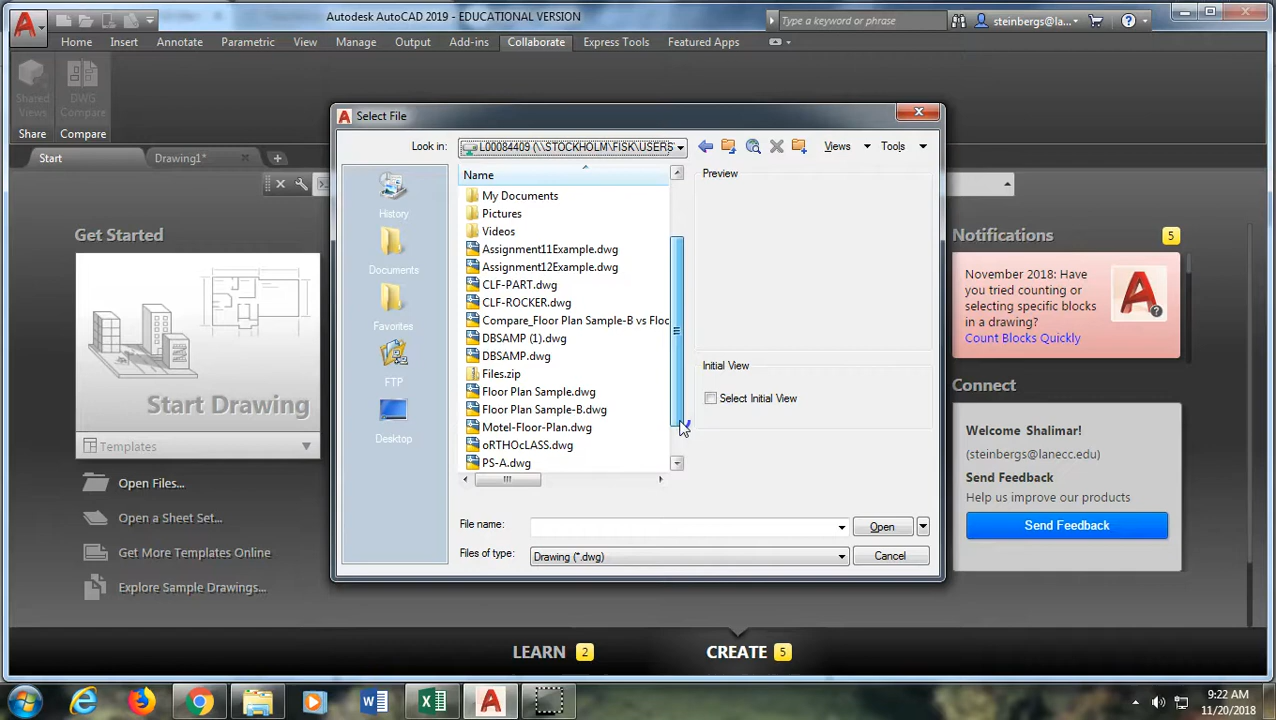 Autodesk AutoCAD 2019 - EDUCATIONAL VERSION
Type a keyword or phrase
steinbergs@la...
Home Insert Annotate Parametric View Manage Output Add-ins Collaborate Express Tools Featured Apps
Shared Views
DWG Compare
Share Compare
Start Drawing1*
Select File
Look in: L00084409 (\\STOCKHOLM\FISK\USERS
Views Tools
Name
My Documents
Pictures
Videos
Assignment11Example.dwg
Assignment12Example.dwg
CLF-PART.dwg
CLF-ROCKER.dwg
Compare_Floor Plan Sample-B vs Floo
DBSAMP (1).dwg
DBSAMP.dwg
Files.zip
Floor Plan Sample.dwg
Floor Plan Sample-B.dwg
Motel-Floor-Plan.dwg
oRTHOcLASS.dwg
PS-A.dwg
History
Documents
Favorites
FTP
Desktop
Preview
Initial View
Select Initial View
File name:
Open
Files of type: Drawing (*.dwg)
Cancel
Get Started
Start Drawing
Templates
Open Files...
Open a Sheet Set...
Get More Templates Online
Explore Sample Drawings...
Notifications 5
November 2018: Have
you tried counting or
selecting specific blocks
in a drawing?
Count Blocks Quickly
Connect
Welcome Shalimar!
(steinbergs@lanecc.edu)
Send Feedback
Help us improve our products
Send Feedback
LEARN 2 CREATE 5
9:22 AM
11/20/2018